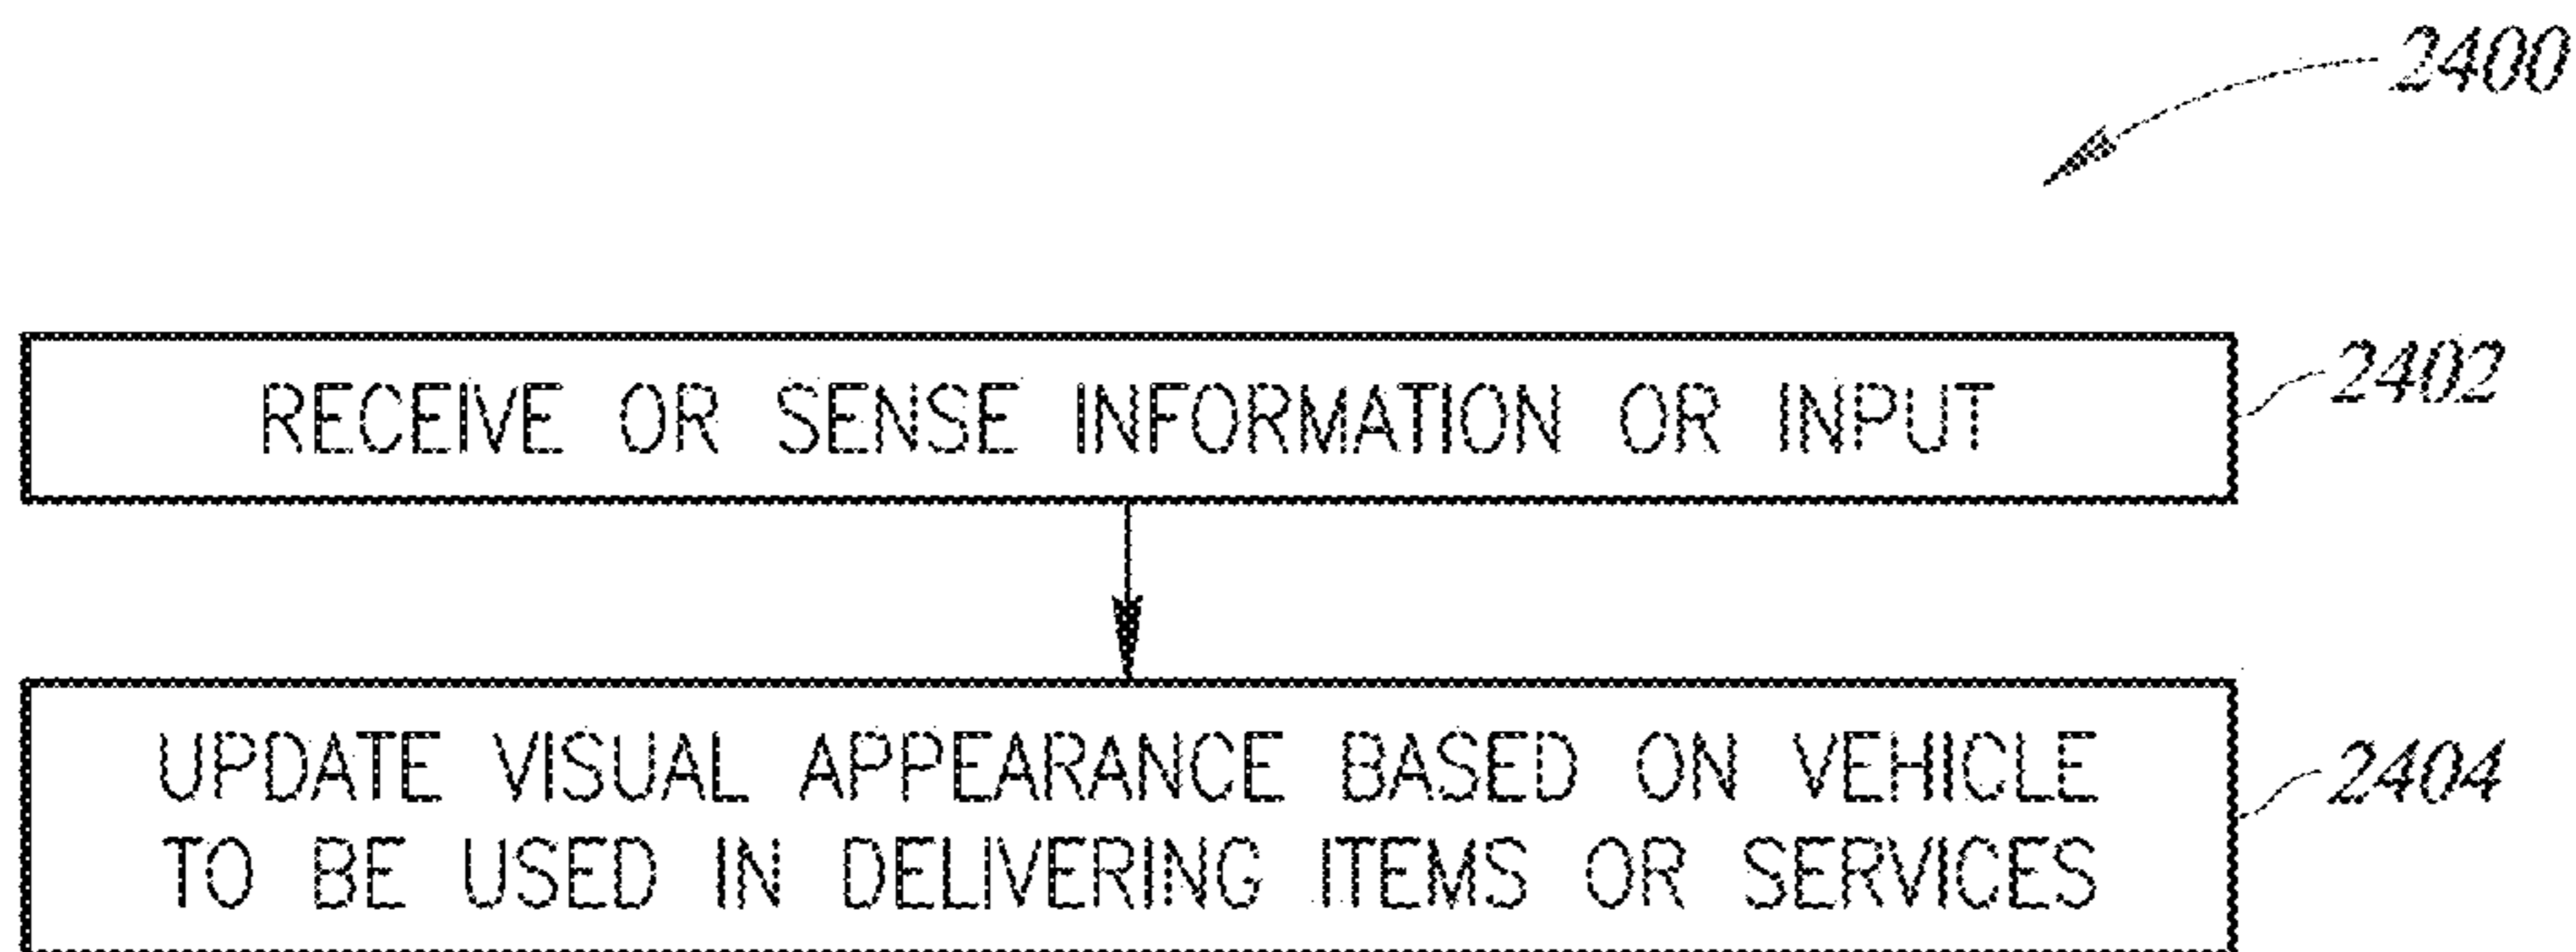 2400
RECEIVE OR SENSE INFORMATION OR INPUT
2402
UPDATE VISUAL APPEARANCE BASED ON VEHICLE
TO BE USED IN DELIVERING ITEMS OR SERVICES
2404